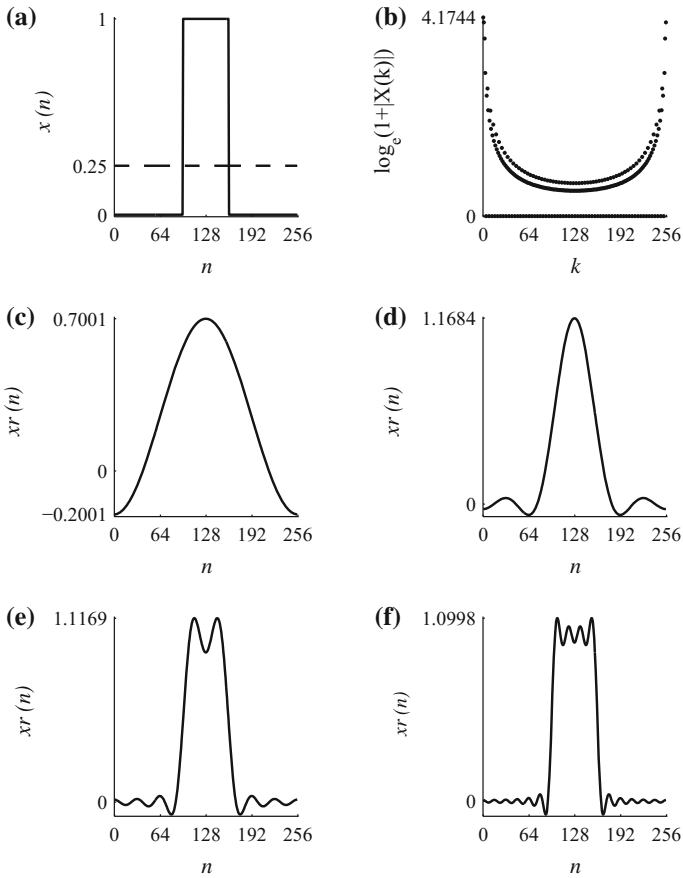 (a)
1
x (n)
0.25
0
0 64 128 192 256
n
(b)
4.1744
log_e(1+|X(k)|)
0
0 64 128 192 256
k
(c)
0.7001
xr (n)
0
−0.2001
0 64 128 192 256
n
(d)
1.1684
xr (n)
0
0 64 128 192 256
n
(e)
1.1169
xr (n)
0
0 64 128 192 256
n
(f)
1.0998
xr (n)
0
0 64 128 192 256
n